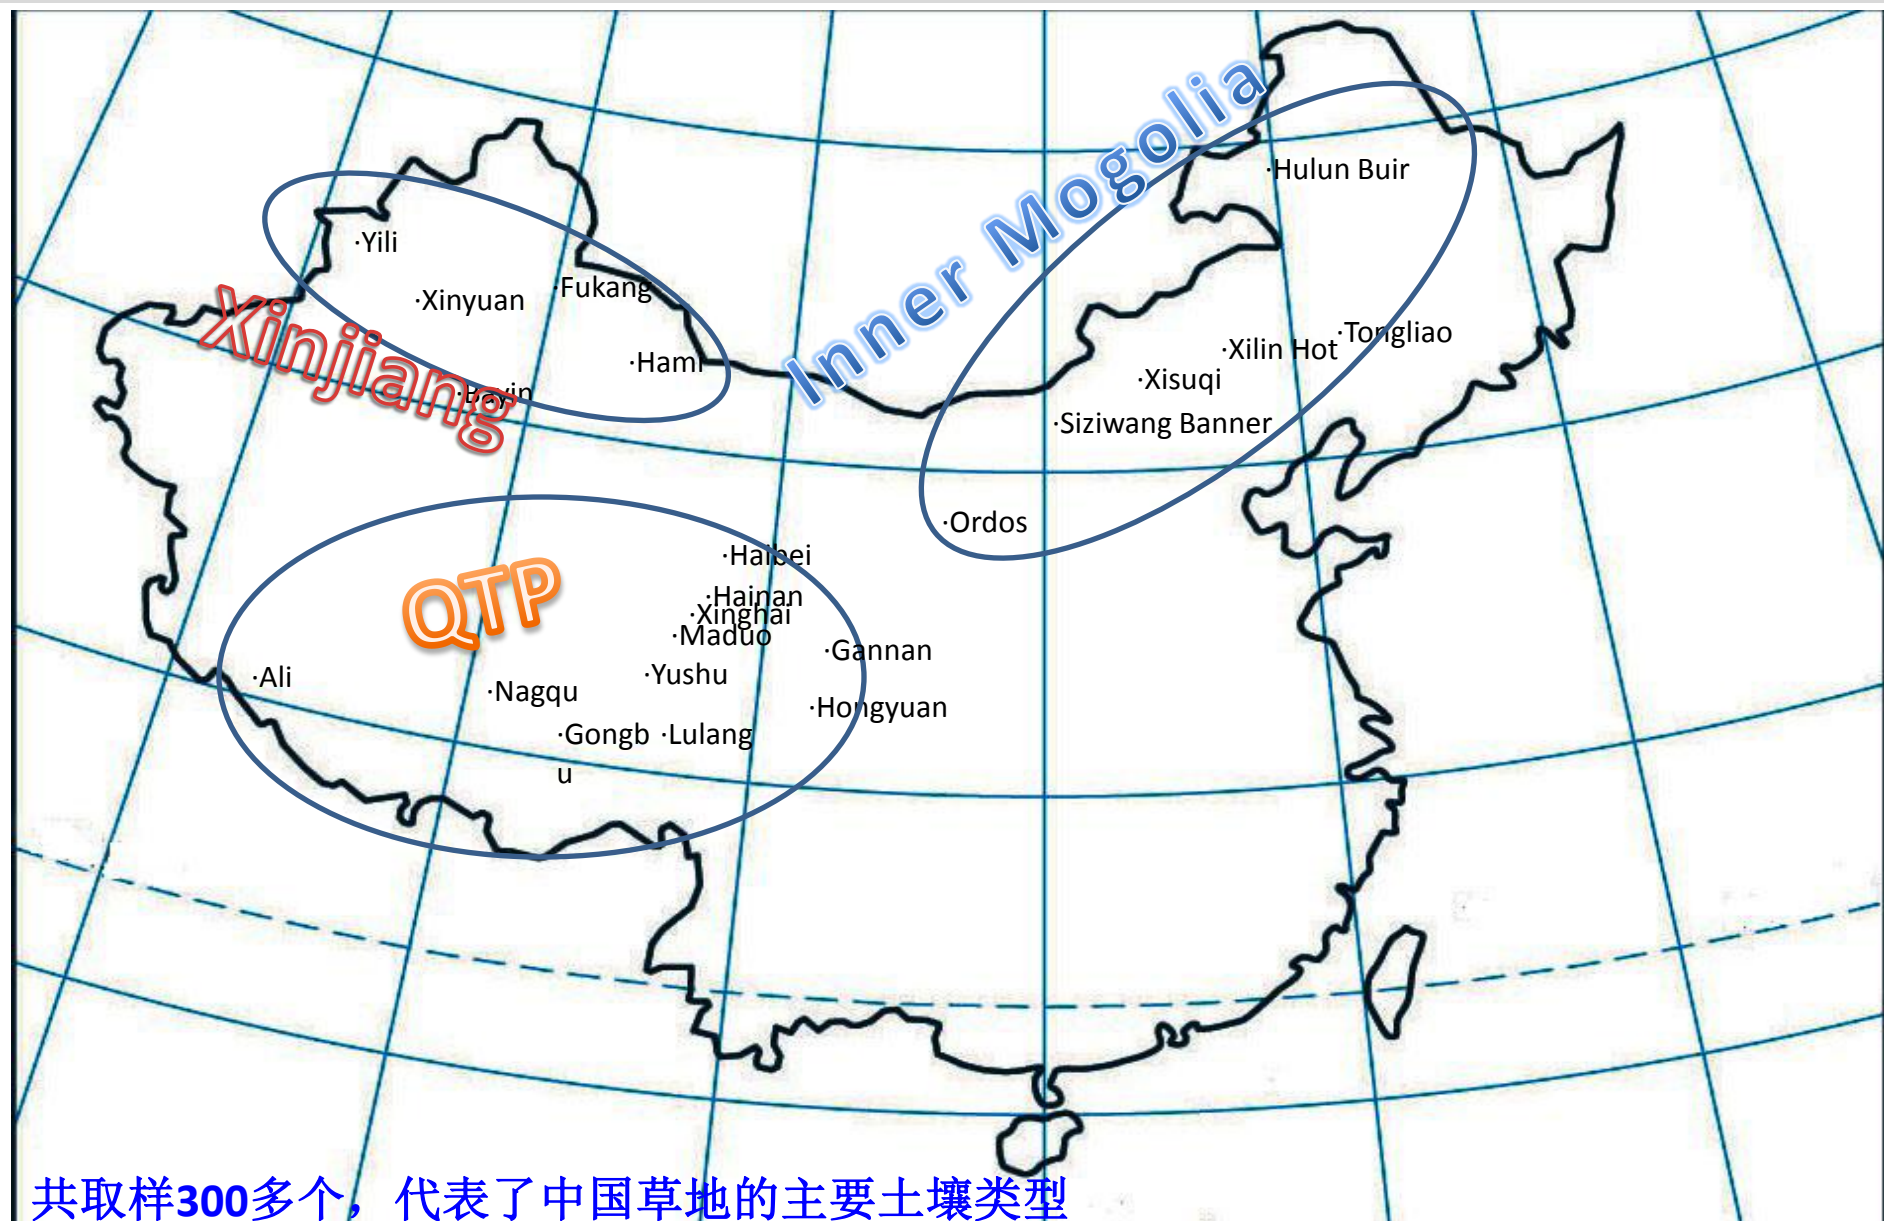 Inner Mogolia
·Hulun Buir
·Yili
·Fukang
·Xinyuan
Xinjiang
·Tongliao
·Xilin Hot
·Hami
·Xisuqi
·Bayin
·Siziwang Banner
·Ordos
·Haibei
QTP
·Hainan
·Xinghai
·Maduo
·Gannan
·Ali
·Yushu
·Nagqu
·Hongyuan
·Gongb
u
·Lulang
共取样300多个，代表了中国草地的主要土壤类型